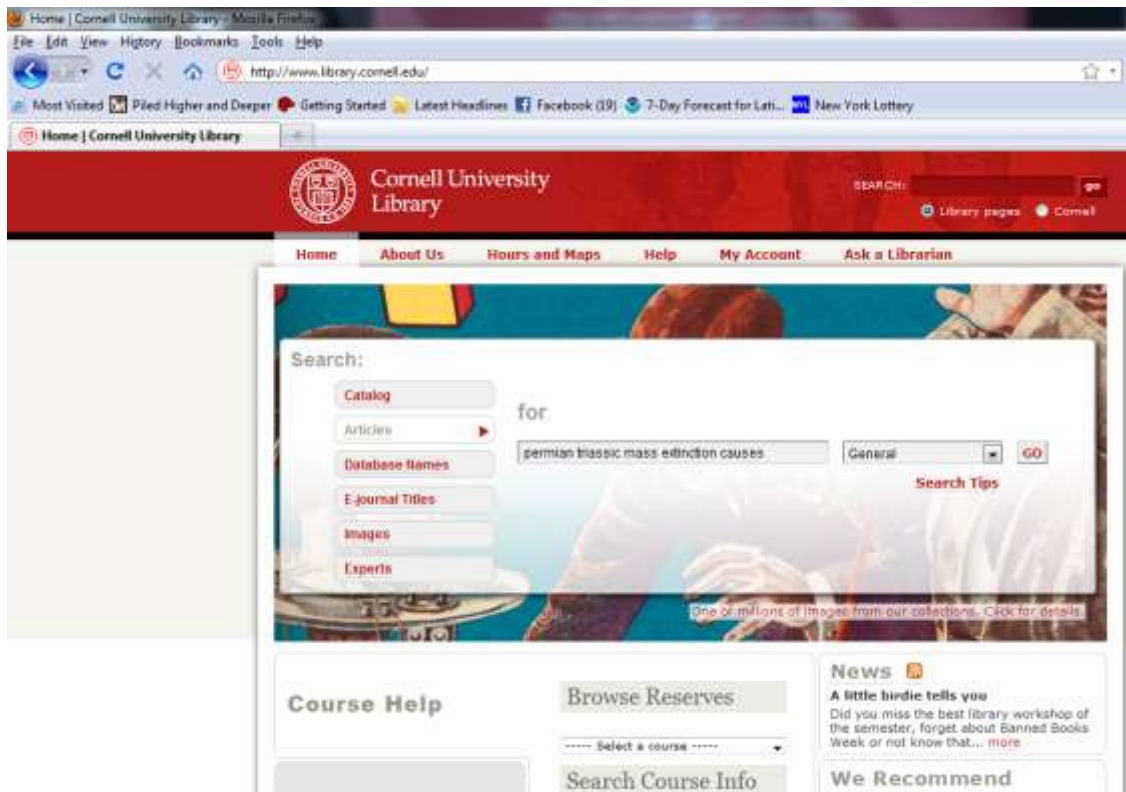 Home | Cornell University Library - Mozilla Firefox
File Edit View History Bookmarks Tools Help
http://www.library.cornell.edu/
Most Visited Piled Higher and Deeper Getting Started Latest Headlines Facebook (19) 7-Day Forecast for Lati... New York Lottery
Home | Cornell University Library
Cornell University
Library
SEARCH: go
Library pages Cornell
Home About Us Hours and Maps Help My Account Ask a Librarian
Search:
Catalog
for
Articles
permian triassic mass extinction causes General GO
Database Names
Search Tips
E-journal Titles
Images
Experts
One of millions of images from our collections. Click for details.
News
Course Help
Browse Reserves
A little birdie tells you
Did you miss the best library workshop of
the semester, forget about Banned Books
Week or not know that... more
----- Select a course -----
Search Course Info
We Recommend